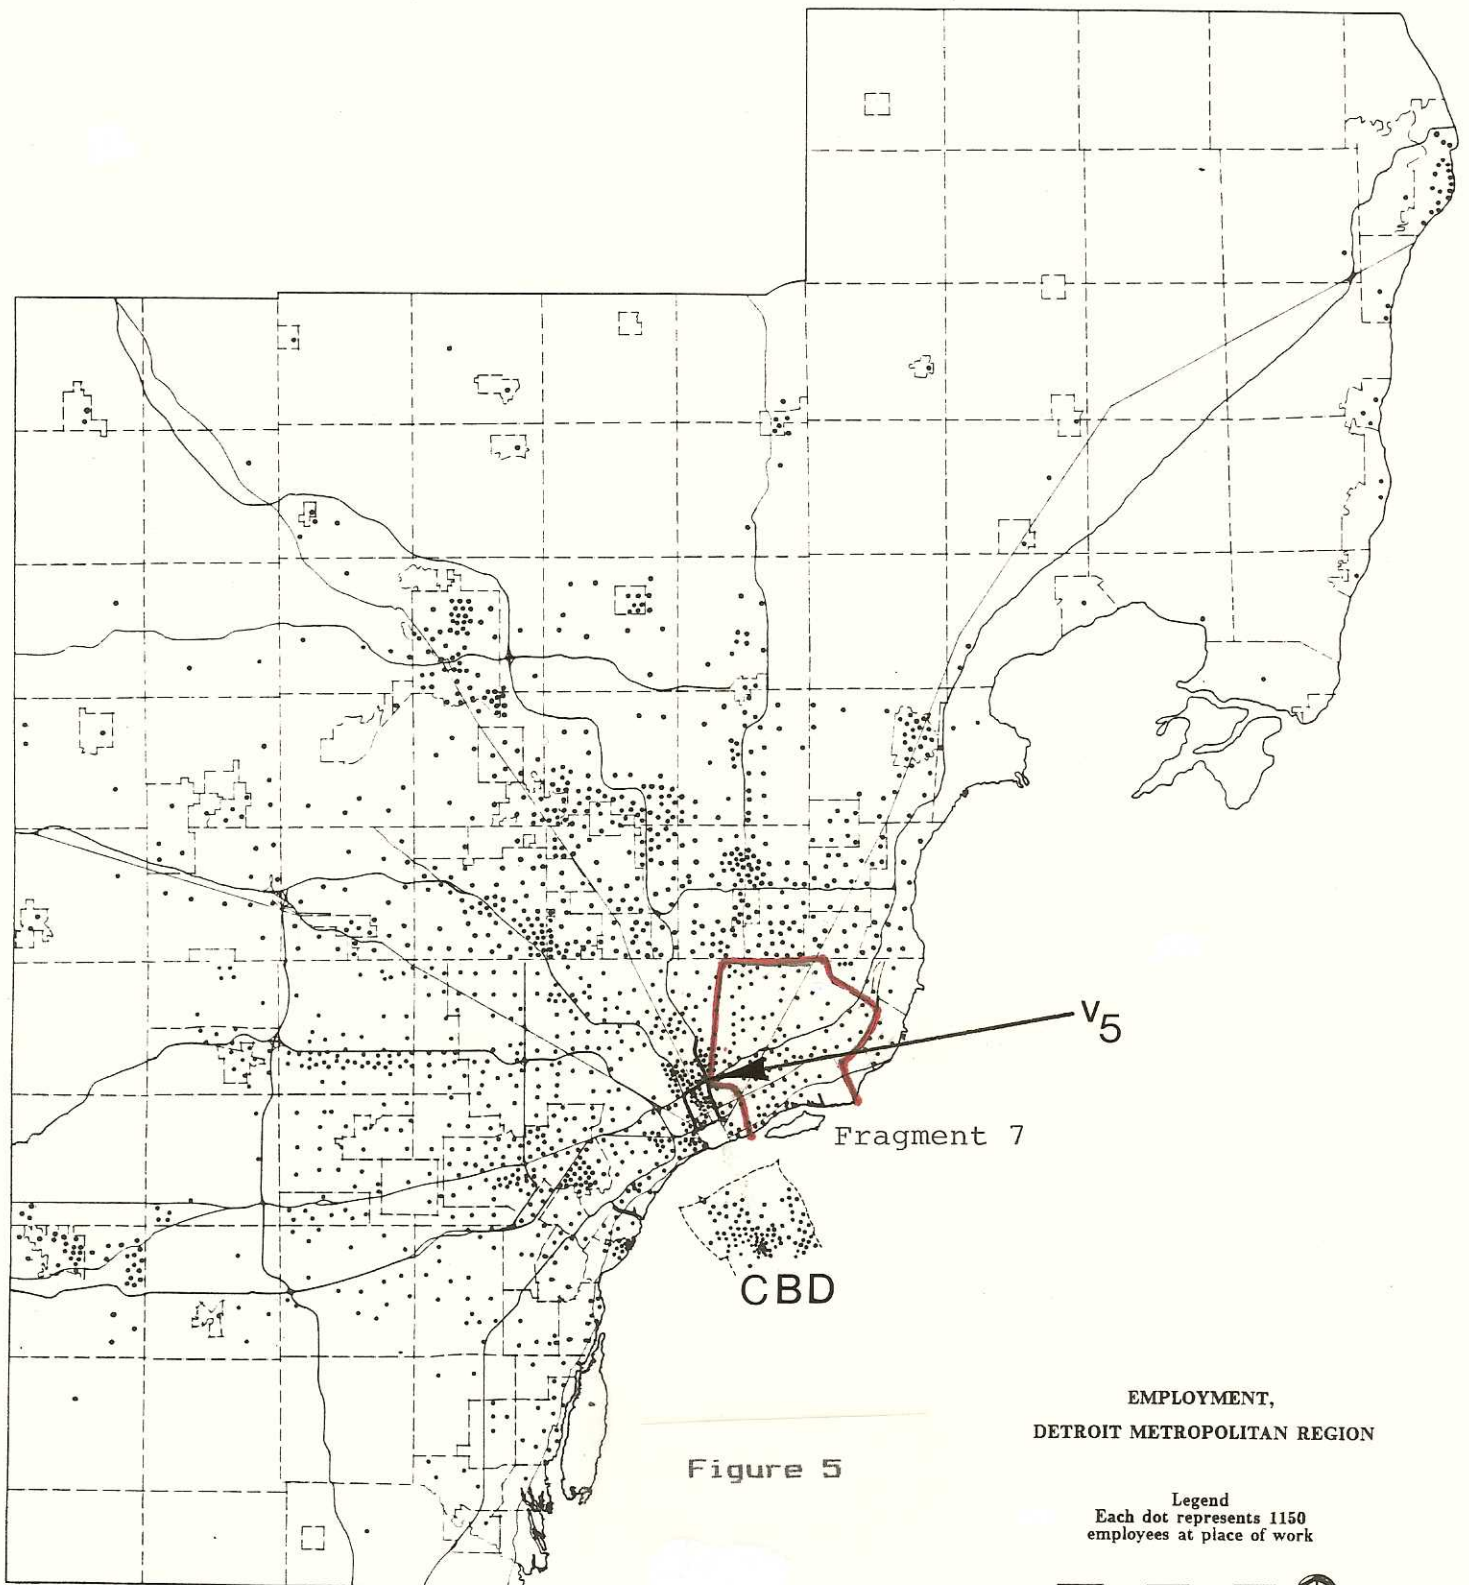 V5
Fragment 7
CBD
Figure 5
EMPLOYMENT,
DETROIT METROPOLITAN REGION
Legend
Each dot represents 1150
employees at place of work